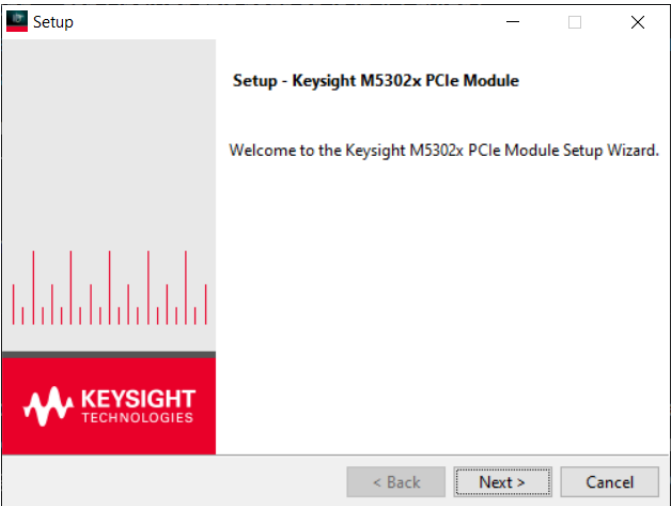 Setup
Setup - Keysight M5302x PCIe Module
Welcome to the Keysight M5302x PCIe Module Setup Wizard.
KEYSIGHT
TECHNOLOGIES
< Back
Next >
Cancel